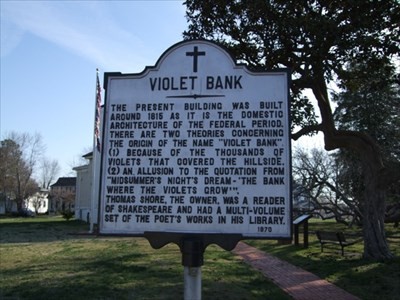 VIOLET BANK
THE PRESENT BUILDING WAS BUILT
AROUND 1815 AS IT IS THE DOMESTIC
ARCHITECTURE OF THE FEDERAL PERIOD.
THERE ARE TWO THEORIES CONCERNING
THE ORIGIN OF THE NAME "VIOLET BANK".
(1) BECAUSE OF THE THOUSANDS OF
VIOLETS THAT COVERED THE HILLSIDE.
(2) AN ALLUSION TO THE QUOTATION FROM
"MIDSUMMER'S NIGHT'S DREAM-'THE BANK
WHERE THE VIOLETS GROW'".
THOMAS SHORE, THE OWNER, WAS A READER
OF SHAKESPEARE AND HAD A MULTI-VOLUME
SET OF THE POET'S WORKS IN HIS LIBRARY.
1970